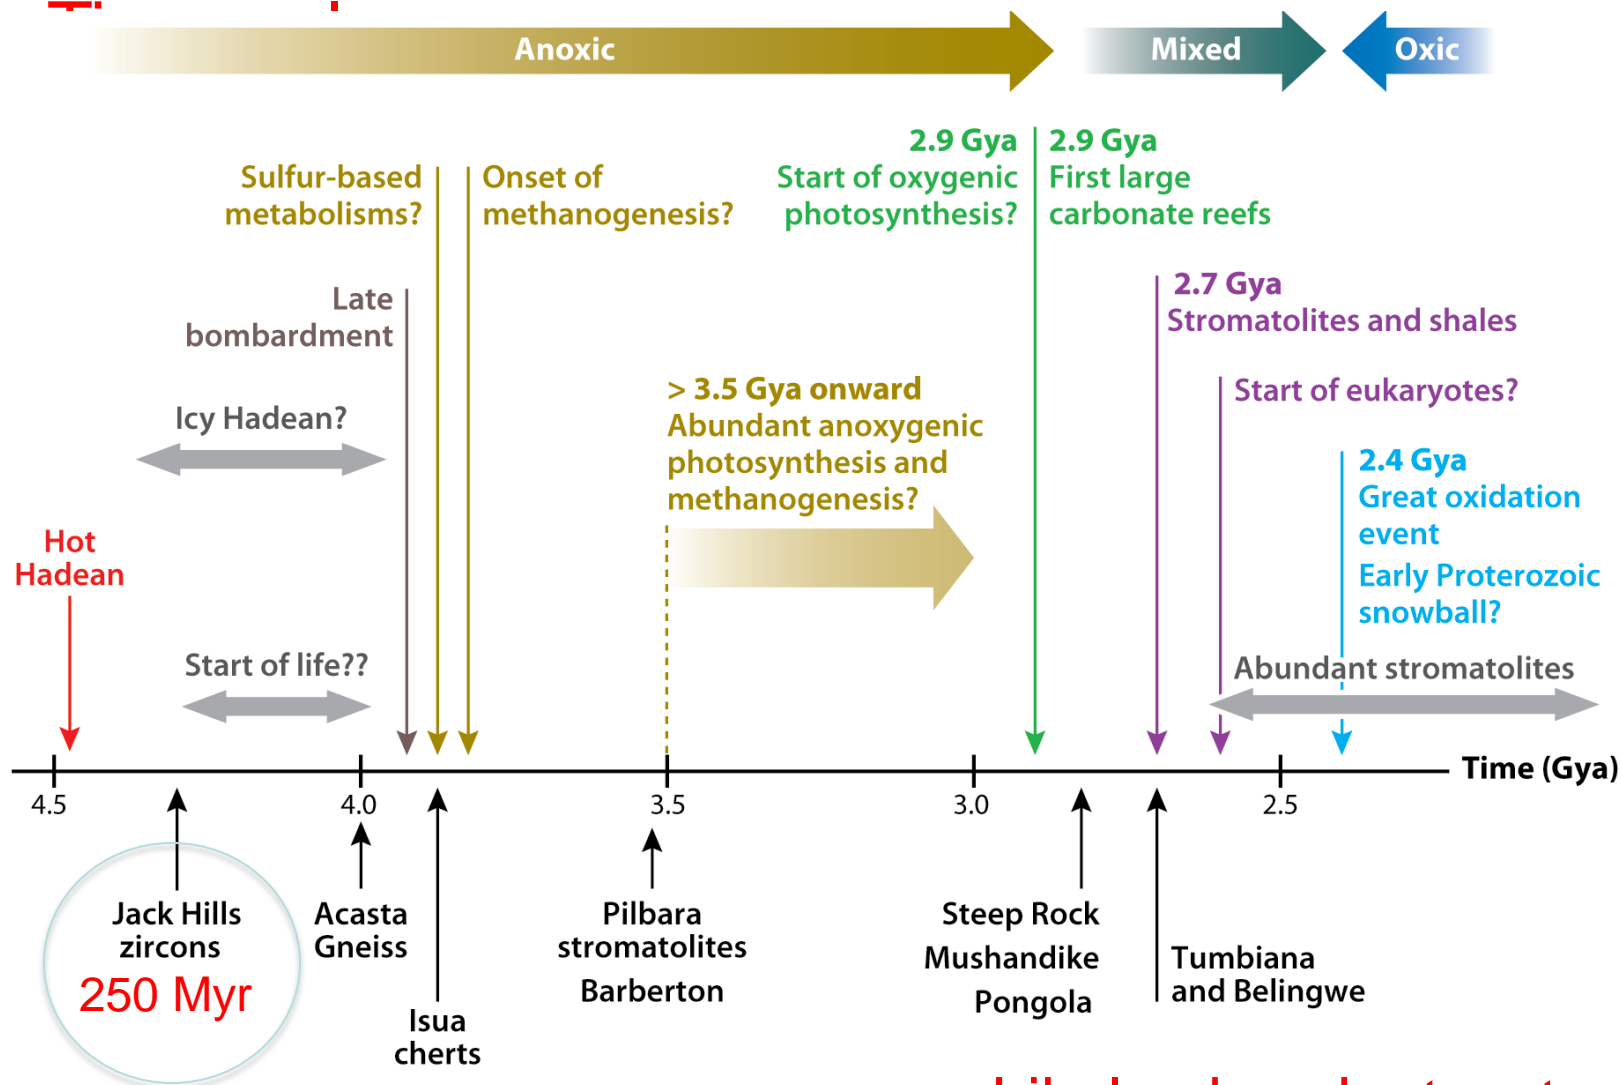 Anoxic
Mixed
Oxic
Sulfur-based
metabolisms?
Onset of
methanogenesis?
2.9 Gya
Start of oxygenic
photosynthesis?
2.9 Gya
First large
carbonate reefs
Late
bombardment
2.7 Gya
Stromatolites and shales
Icy Hadean?
> 3.5 Gya onward
Abundant anoxygenic
photosynthesis and
methanogenesis?
Start of eukaryotes?
2.4 Gya
Great oxidation
event
Early Proterozoic
snowball?
Hot
Hadean
Start of life??
Abundant stromatolites
Time (Gya)
4.5
4.0
3.5
3.0
2.5
Jack Hills
zircons
250 Myr
Acasta
Gneiss
Isua
cherts
Pilbara
stromatolites
Barberton
Steep Rock
Mushandike
Pongola
Tumbiana
and Belingwe